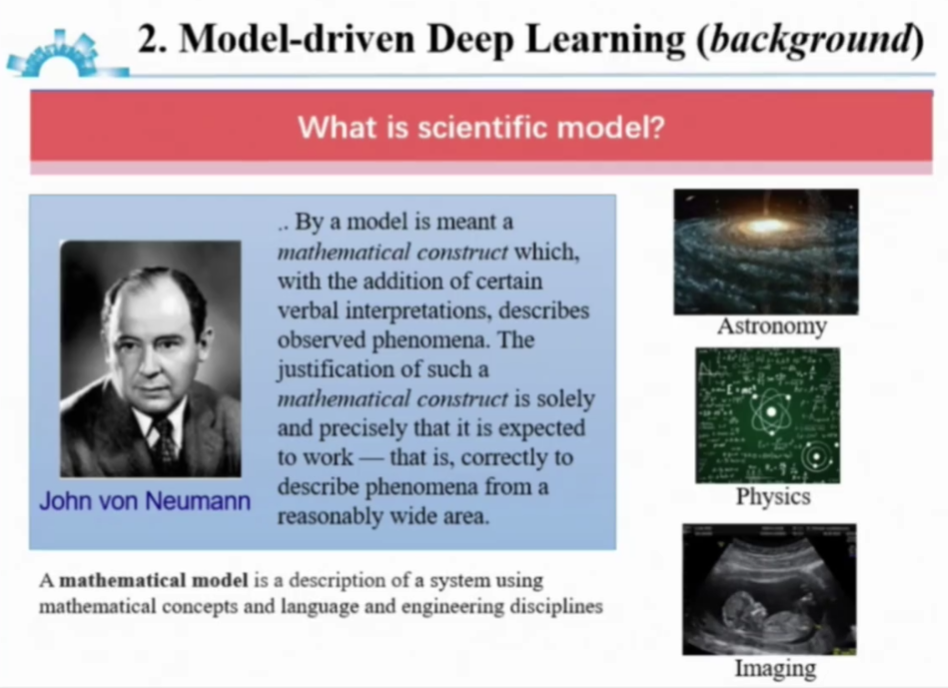 2. Model-driven Deep Learning (background)
What is scientific model?
.. By a model is meant a
mathematical construct which,
with the addition of certain
verbal interpretations, describes
observed phenomena. The
justification of such a
mathematical construct is solely
and precisely that it is expected
to work — that is, correctly to
describe phenomena from a
reasonably wide area.
John von Neumann
A mathematical model is a description of a system using
mathematical concepts and language and engineering disciplines
Astronomy
E=mc²
Physics
Imaging